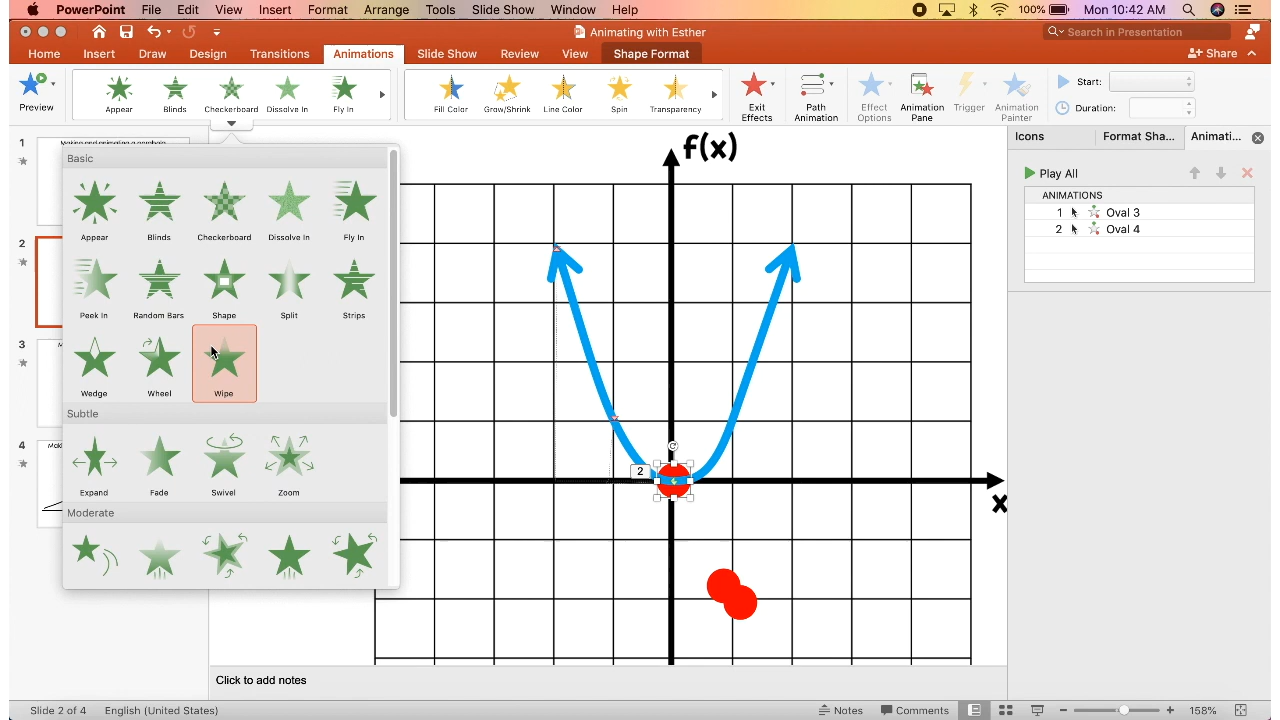 PowerPoint File Edit View Insert Format Arrange Tools Slide Show Window Help 100% Mon 10:42 AM
Animating with Esther Search in Presentation
Home Insert Draw Design Transitions Animations Slide Show Review View Shape Format Share
Preview Appear Blinds Checkerboard Dissolve In Fly In Fill Color Grow/Shrink Line Color Spin Transparency
Exit Effects
Path Animation
Effect Options
Animation Pane
Trigger
Animation Painter
Start:
Duration:
1
2
3
4
Basic
Appear Blinds Checkerboard Dissolve In Fly In
Peek In Random Bars Shape Split Strips
Wedge Wheel Wipe
Subtle
Expand Fade Swivel Zoom
Moderate
f(x)
2
x
Icons Format Sha... Animati...
Play All
ANIMATIONS
1 Oval 3
2 Oval 4
Click to add notes
Slide 2 of 4 English (United States) Notes Comments 158%